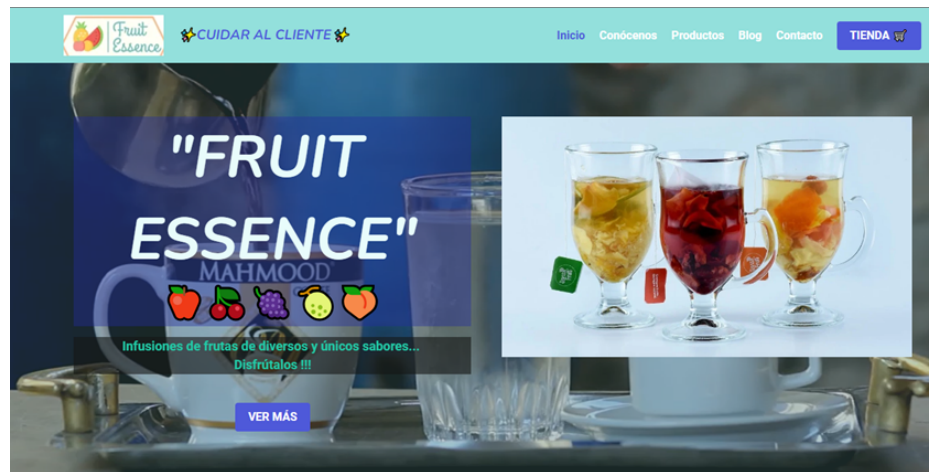 Fruit
Essence
CUIDAR AL CLIENTE
Inicio Conócenos Productos Blog Contacto TIENDA
"FRUIT
ESSENCE"
MAHMOOD
Infusiones de frutas de diversos y únicos sabores...
Disfrútalos !!!
VER MÁS